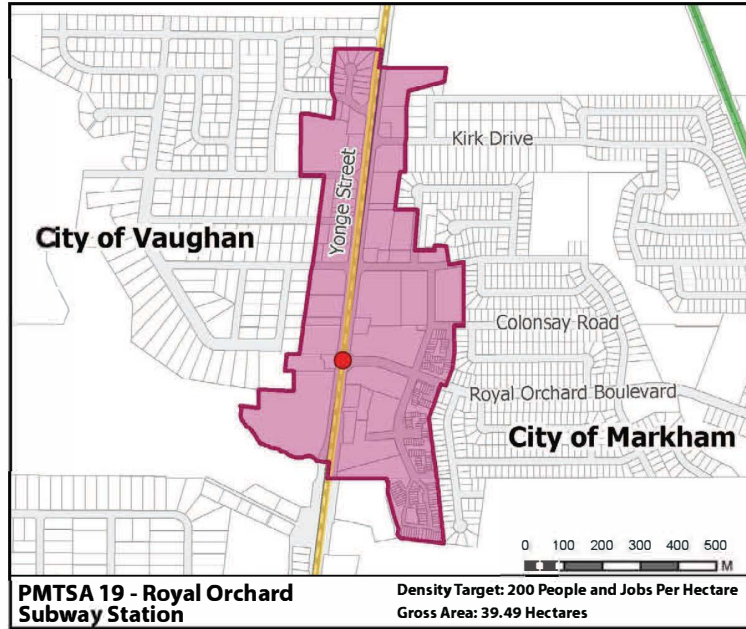 Kirk Drive
Yonge Street
City of Vaughan
Colonsay Road
Royal Orchard Boulevard
City of Markham
0 100 200 300 400 500
M
PMTSA 19 - Royal Orchard
Subway Station
Density Target: 200 People and Jobs Per Hectare
Gross Area: 39.49 Hectares